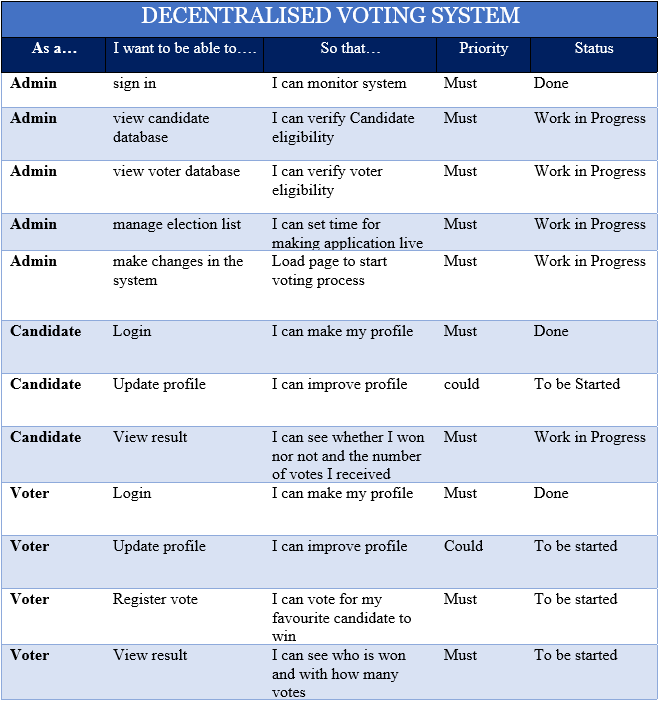 DECENTRALISED VOTING SYSTEM
As a… I want to be able to…. So that… Priority Status
Admin sign in I can monitor system Must Done
Admin view candidate I can verify Candidate Must Work in Progress
database eligibility
Admin view voter database I can verify voter Must Work in Progress
eligibility
Admin manage election list I can set time for Must Work in Progress
making application live
Admin make changes in the Load page to start Must Work in Progress
system voting process
Candidate Login I can make my profile Must Done
Candidate Update profile I can improve profile could To be Started
Candidate View result I can see whether I won Must Work in Progress
nor not and the number
of votes I received
Voter Login I can make my profile Must Done
Voter Update profile I can improve profile Could To be started
Voter Register vote I can vote for my Must To be started
favourite candidate to
win
Voter View result I can see who is won Must To be started
and with how many
votes